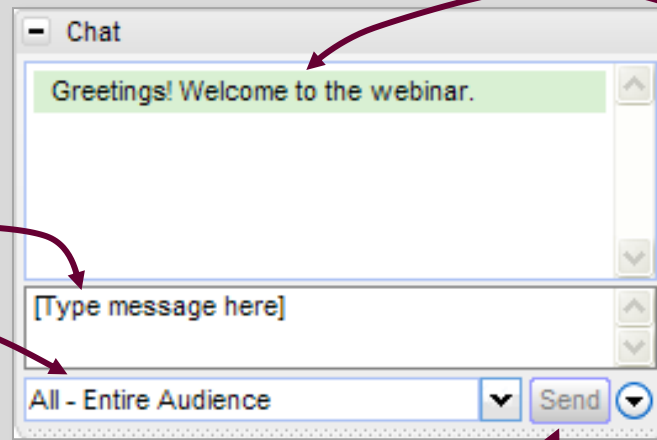 Chat
Greetings! Welcome to the webinar.
[Type message here]
All - Entire Audience Send